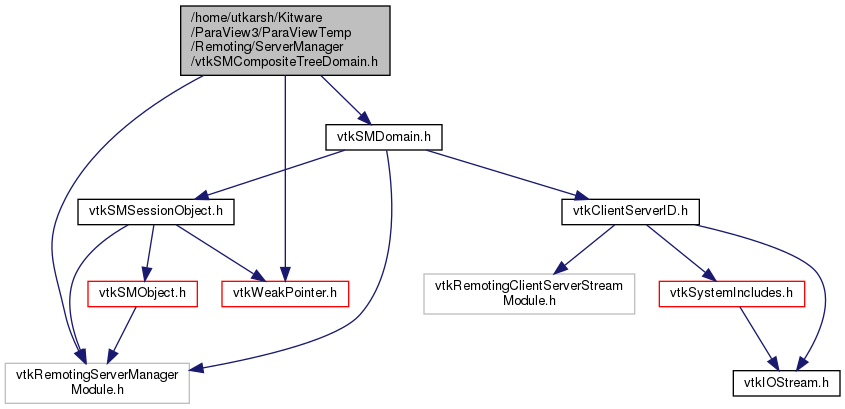 /home/utkarsh/Kitware
/ParaView3/ParaViewTemp
/Remoting/ServerManager
/vtkSMCompositeTreeDomain.h
vtkSMDomain.h
vtkSMSessionObject.h
vtkClientServerID.h
vtkSMObject.h
vtkWeakPointer.h
vtkRemotingClientServerStream
Module.h
vtkSystemIncludes.h
vtkRemotingServerManager
Module.h
vtkIOStream.h